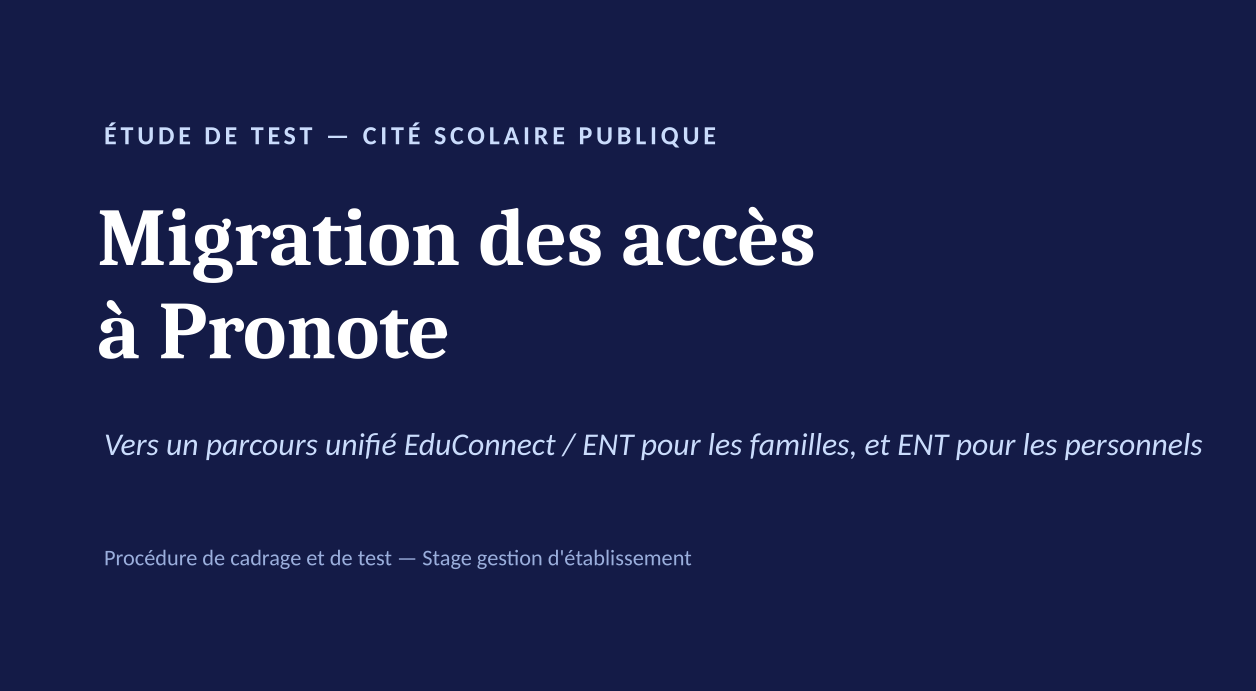 ÉTUDE DE TEST — CITÉ SCOLAIRE PUBLIQUE
Migration des accès
à Pronote
Vers un parcours unifié EduConnect / ENT pour les familles, et ENT pour les personnels
Procédure de cadrage et de test — Stage gestion d'établissement